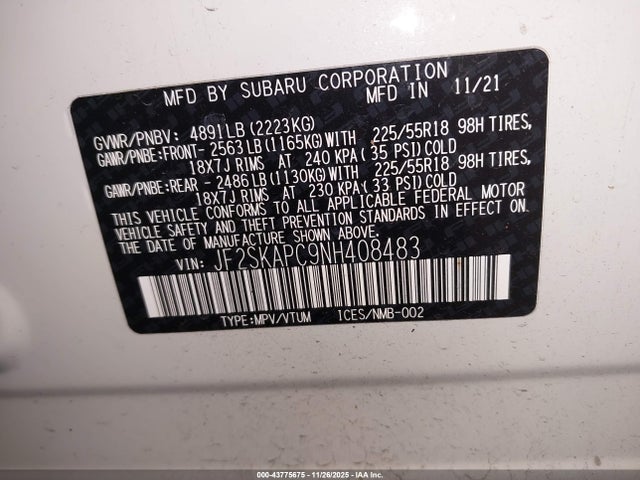 MFD BY SUBARU CORPORATION
MFD IN 11/21
GVWR/PNBV: 4891LB(2223KG)
GAWR/PNBE:FRONT- 2563LB(1165KG)WITH 225/55R18 98H TIRES,
18X7J RIMS AT 240 KPA(35 PSI)COLD
GAWR/PNBE:REAR - 2486LB(1130KG)WITH 225/55R18 98H TIRES,
18X7J RIMS AT 230 KPA(33 PSI)COLD
THIS VEHICLE CONFORMS TO ALL APPLICABLE FEDERAL MOTOR
VEHICLE SAFETY AND THEFT PREVENTION STANDARDS IN EFFECT ON
THE DATE OF MANUFACTURE SHOWN ABOVE.
VIN: JF2SKAPC9NH408483
TYPE:MPV/VTUM ICES/NMB-002
000-43775675 - 11/26/2025 - IAA Inc.